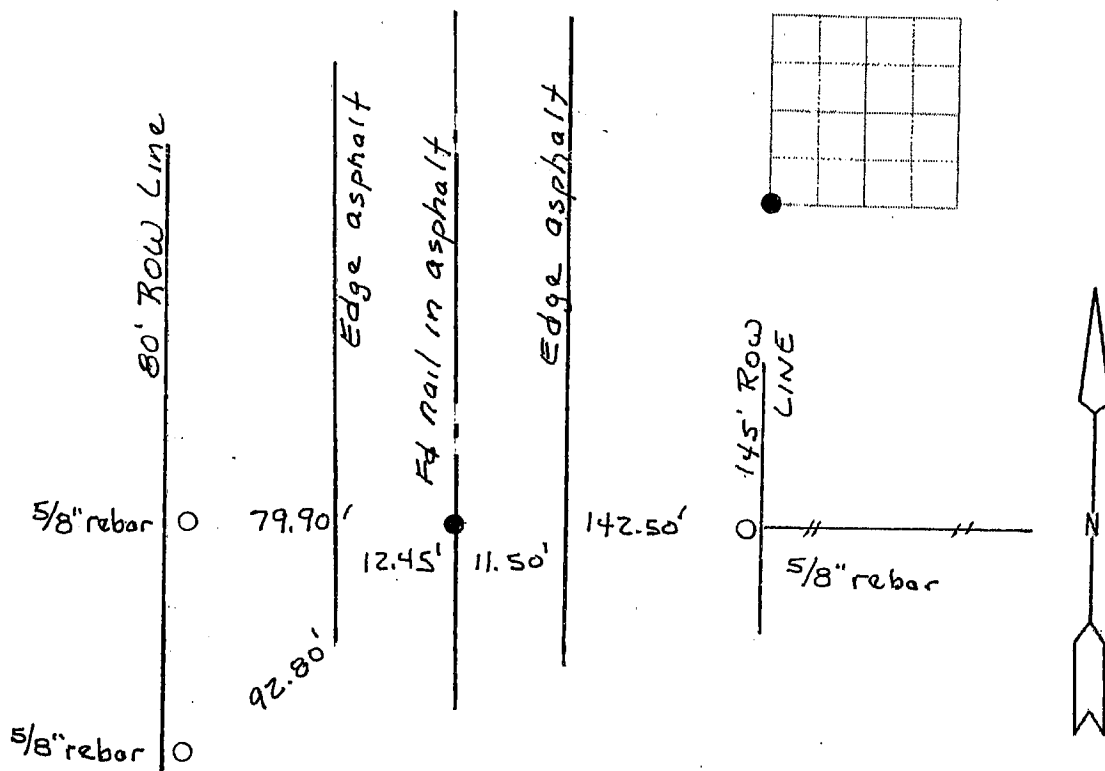 80' ROW Line
Edge asphalt
Fd nail in asphalt
Edge asphalt
145' ROW
LINE
N
5/8" rebar
79.90'
142.50'
12.45'
11.50'
5/8" rebar
92.80'
5/8" rebar